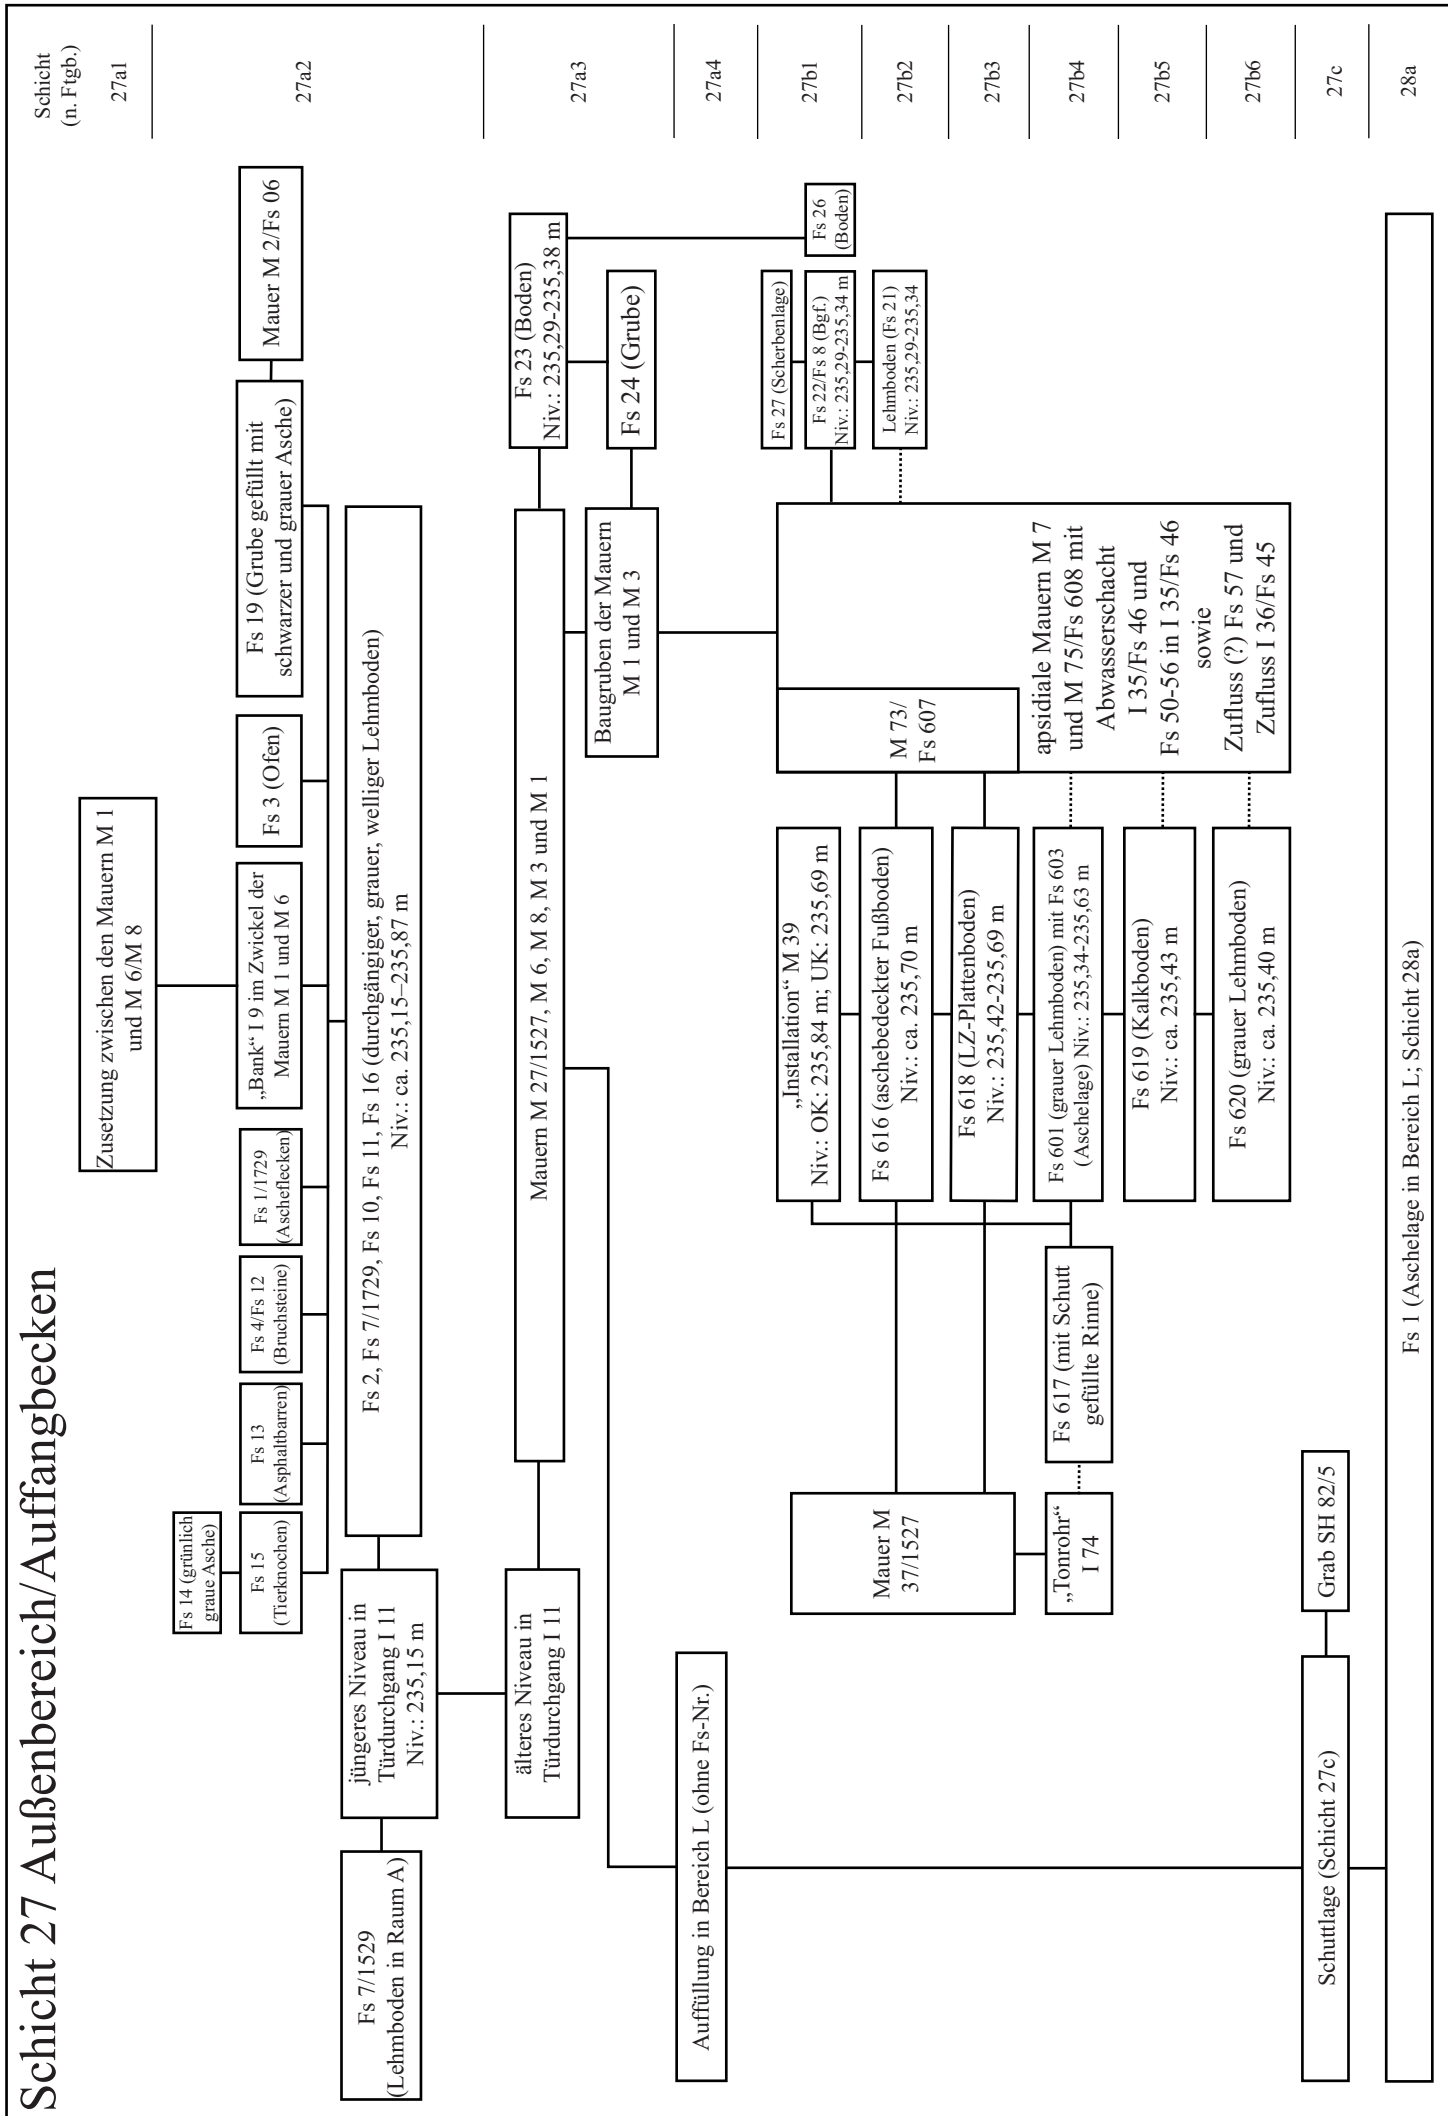 Schicht 27 Außenbereich/Auffangbecken
Schicht
(n. Ftgb.)
27a1
27a2
27a3
27a4
27b1
27b2
27b3
27b4
27b5
27b6
27c
28a
Zusetzung zwischen den Mauern M 1
und M 6/M 8
Fs 14 (grünlich
graue Asche)
Fs 15
(Tierknochen)
Fs 13
(Asphaltbarren)
Fs 4/Fs 12
(Bruchsteine)
Fs 1/1729
(Ascheflecken)
„Bank“ I 9 im Zwickel der
Mauern M 1 und M 6
Fs 3 (Ofen)
Fs 19 (Grube gefüllt mit
schwarzer und grauer Asche)
Mauer M 2/Fs 06
Fs 7/1529
(Lehmboden in Raum A)
jüngeres Niveau in
Türdurchgang I 11
Niv.: 235,15 m
Fs 2, Fs 7/1729, Fs 10, Fs 11, Fs 16 (durchgängiger, grauer, welliger Lehmboden)
Niv.: ca. 235,15–235,87 m
älteres Niveau in
Türdurchgang I 11
Mauern M 27/1527, M 6, M 8, M 3 und M 1
Fs 23 (Boden)
Niv.: 235,29-235,38 m
Baugruben der Mauern
M 1 und M 3
Fs 24 (Grube)
Auffüllung in Bereich L (ohne Fs-Nr.)
Mauer M
37/1527
„Tonrohr“
I 74
Fs 617 (mit Schutt
gefüllte Rinne)
„Installation“ M 39
Niv.: OK: 235,84 m; UK: 235,69 m
Fs 616 (aschebedeckter Fußboden)
Niv.: ca. 235,70 m
Fs 618 (LZ-Plattenboden)
Niv.: 235,42-235,69 m
Fs 601 (grauer Lehmboden) mit Fs 603
(Aschelage) Niv.: 235,34-235,63 m
Fs 619 (Kalkboden)
Niv.: ca. 235,43 m
Fs 620 (grauer Lehmboden)
Niv.: ca. 235,40 m
M 73/
Fs 607
apsidiale Mauern M 7
und M 75/Fs 608 mit
Abwasserschacht
I 35/Fs 46 und
Fs 50-56 in I 35/Fs 46
sowie
Zufluss (?) Fs 57 und
Zufluss I 36/Fs 45
Fs 27 (Scherbenlage)
Fs 22/Fs 8 (Bgf.)
Niv.: 235,29-235,34 m
Lehmboden (Fs 21)
Niv.: 235,29-235,34
Fs 26
(Boden)
Schuttlage (Schicht 27c)
Grab SH 82/5
Fs 1 (Aschelage in Bereich L; Schicht 28a)